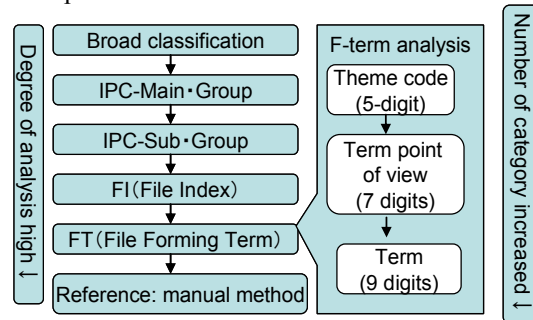 Degree of analysis high ↓
Broad classification
IPC-Main・Group
IPC-Sub・Group
FI(File Index)
FT(File Forming Term)
Reference: manual method
F-term analysis
Theme code
(5-digit)
Term point
of view
(7 digits)
Term
(9 digits)
Number of category increased ↓